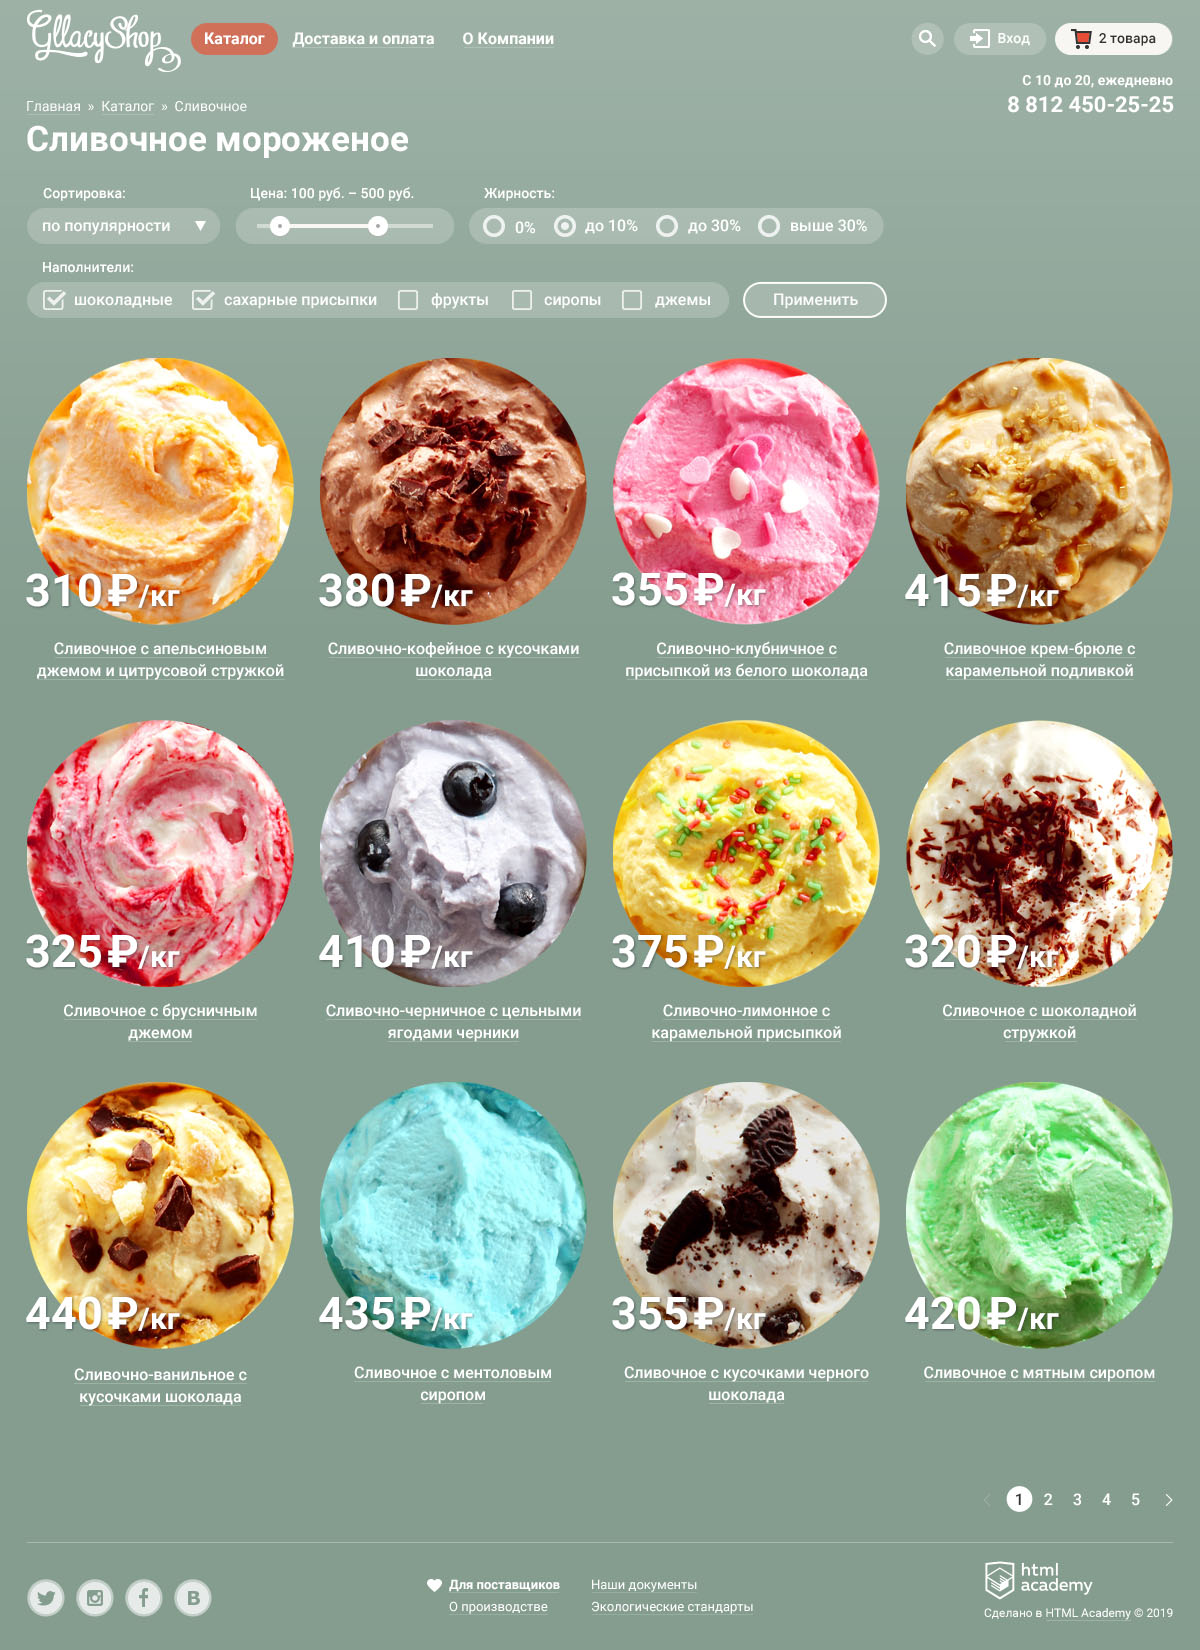 Gllacy Shop
Каталог
Доставка и оплата
О Компании
Вход
2 товара
С 10 до 20, ежедневно
8 812 450-25-25
Главная » Каталог » Сливочное
Сливочное мороженое
Сортировка:
Цена: 100 руб. – 500 руб.
Жирность:
по популярности
0%
до 10%
до 30%
выше 30%
Наполнители:
шоколадные
сахарные присыпки
фрукты
сиропы
джемы
Применить
310 ₽/кг
380 ₽/кг
355 ₽/кг
415 ₽/кг
Сливочное с апельсиновым
джемом и цитрусовой стружкой
Сливочно-кофейное с кусочками
шоколада
Сливочно-клубничное с
присыпкой из белого шоколада
Сливочное крем-брюле с
карамельной подливкой
325 ₽/кг
410 ₽/кг
375 ₽/кг
320 ₽/кг
Сливочное с брусничным
джемом
Сливочно-черничное с цельными
ягодами черники
Сливочно-лимонное с
карамельной присыпкой
Сливочное с шоколадной
стружкой
440 ₽/кг
435 ₽/кг
355 ₽/кг
420 ₽/кг
Сливочно-ванильное с
кусочками шоколада
Сливочное с ментоловым
сиропом
Сливочное с кусочками черного
шоколада
Сливочное с мятным сиропом
1 2 3 4 5
Для поставщиков
О производстве
Наши документы
Экологические стандарты
html
academy
Сделано в HTML Academy © 2019